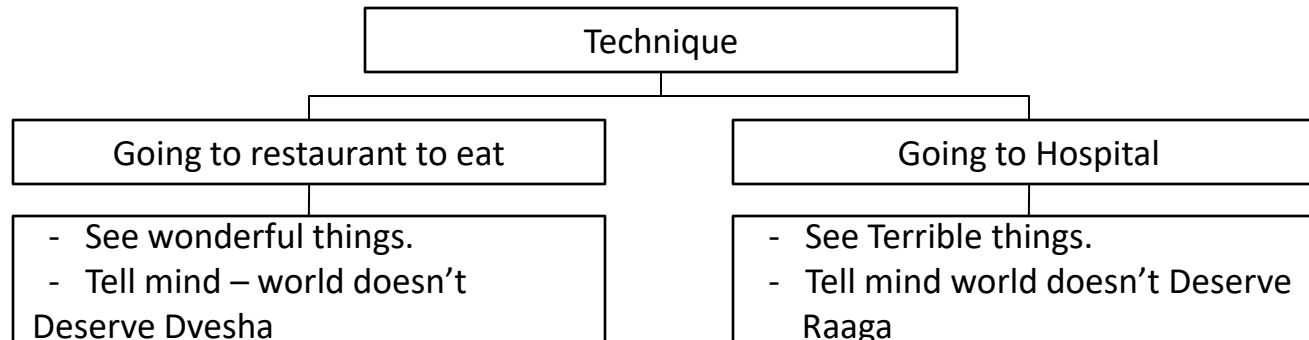 Technique
Going to restaurant to eat
Going to Hospital
- See wonderful things.
- Tell mind – world doesn’t
Deserve Dvesha
- See Terrible things.
- Tell mind world doesn’t Deserve
Raaga